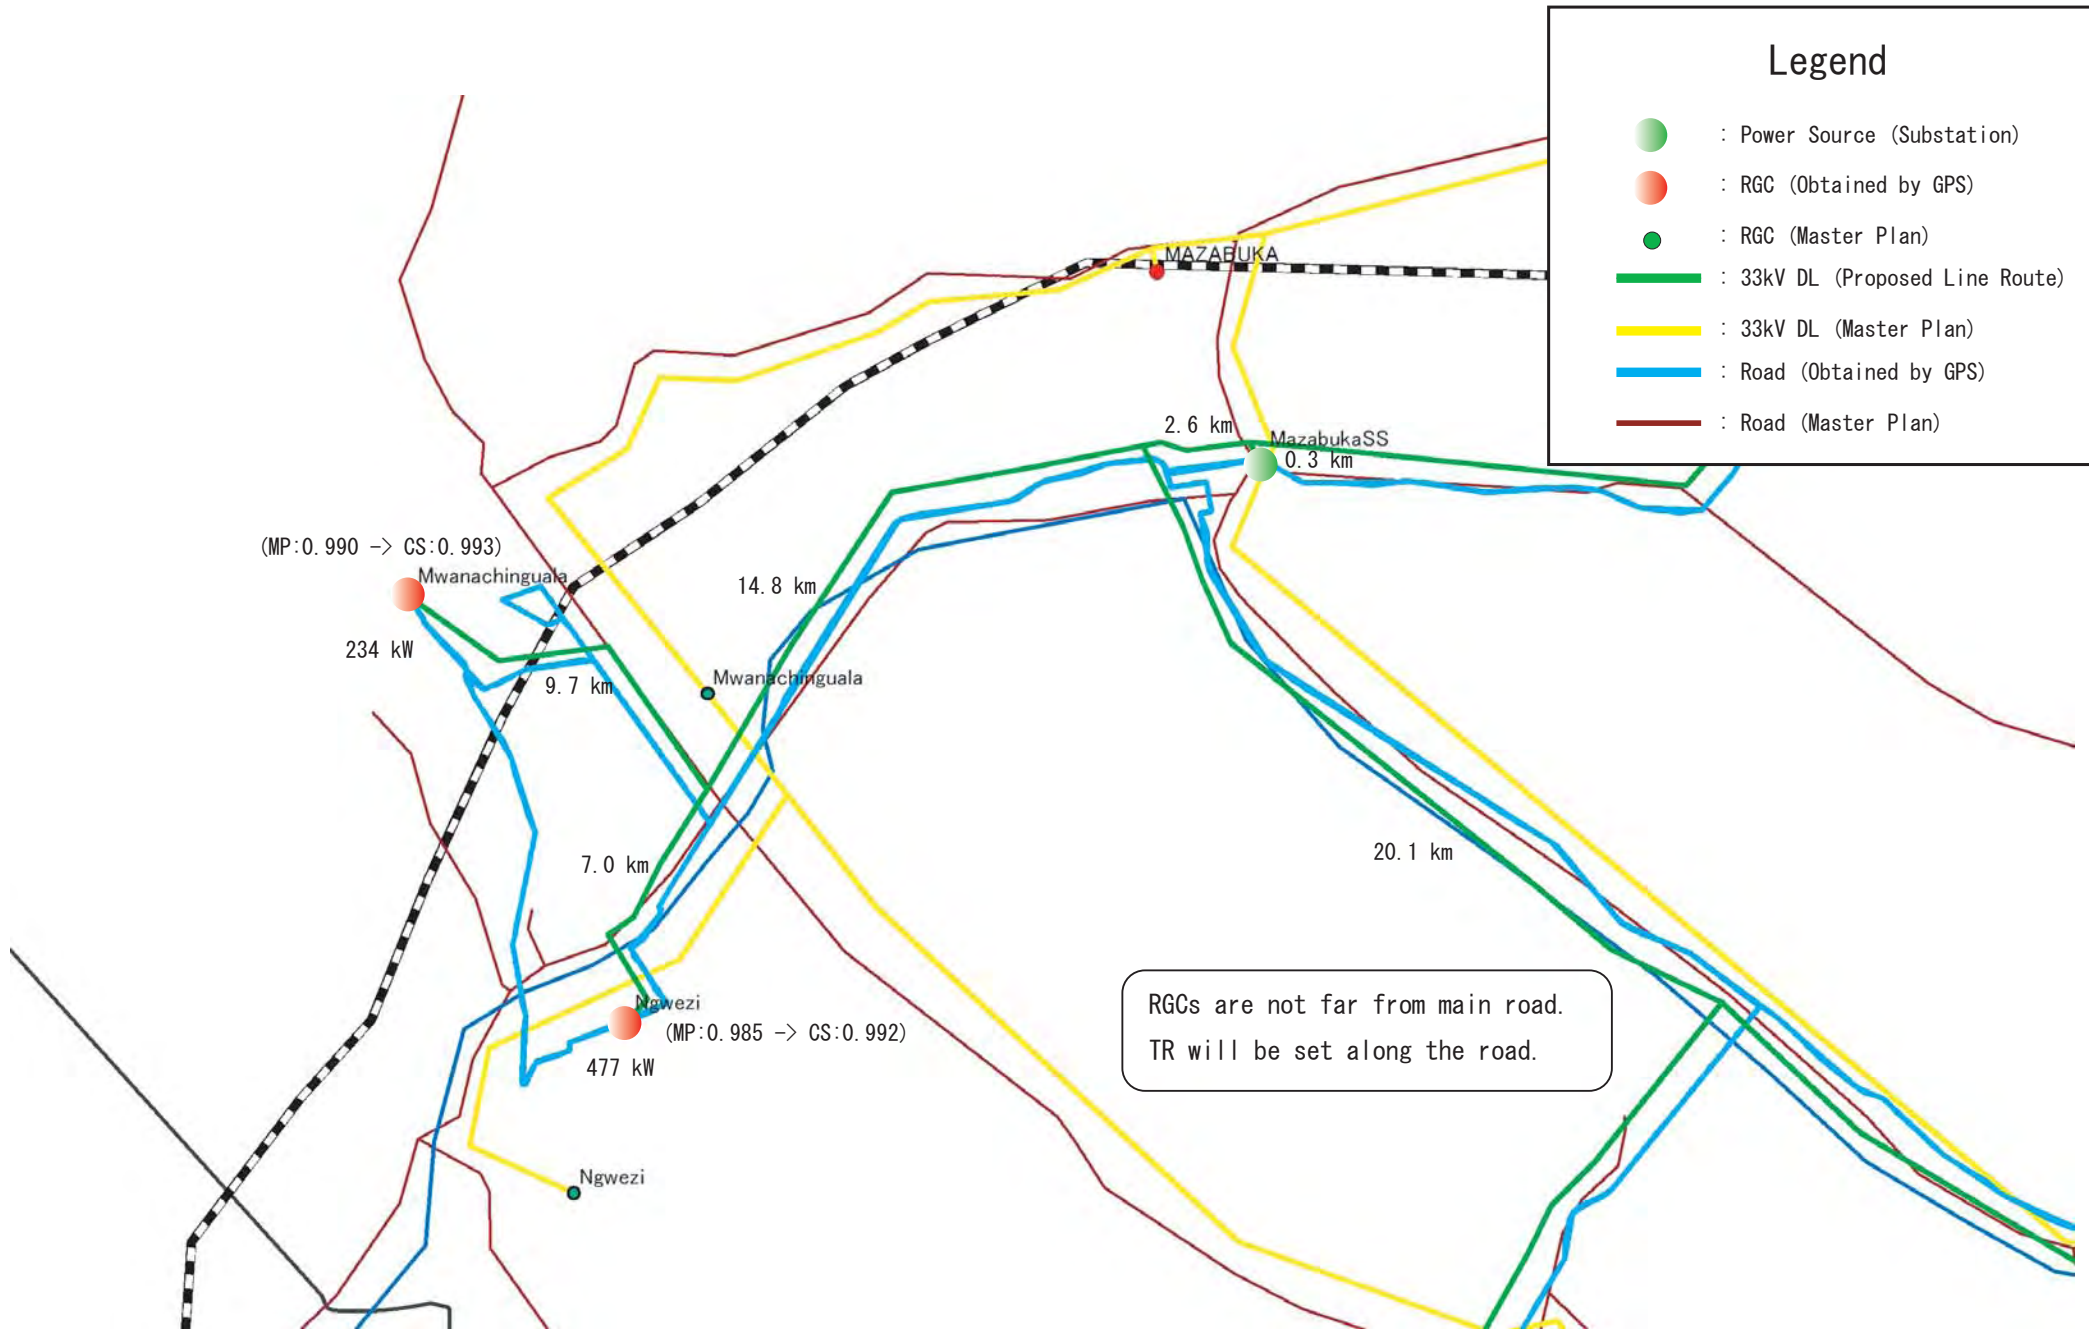 Legend
: Power Source (Substation)
: RGC (Obtained by GPS)
: RGC (Master Plan)
: 33kV DL (Proposed Line Route)
: 33kV DL (Master Plan)
: Road (Obtained by GPS)
: Road (Master Plan)
MAZABUKA
2.6 km
MazabukaSS
0.3 km
(MP:0.990 -> CS:0.993)
Mwanachinguala
14.8 km
234 kW
9.7 km
Mwanachinguala
7.0 km
20.1 km
Ngwezi
(MP:0.985 -> CS:0.992)
477 kW
RGCs are not far from main road.
TR will be set along the road.
Ngwezi